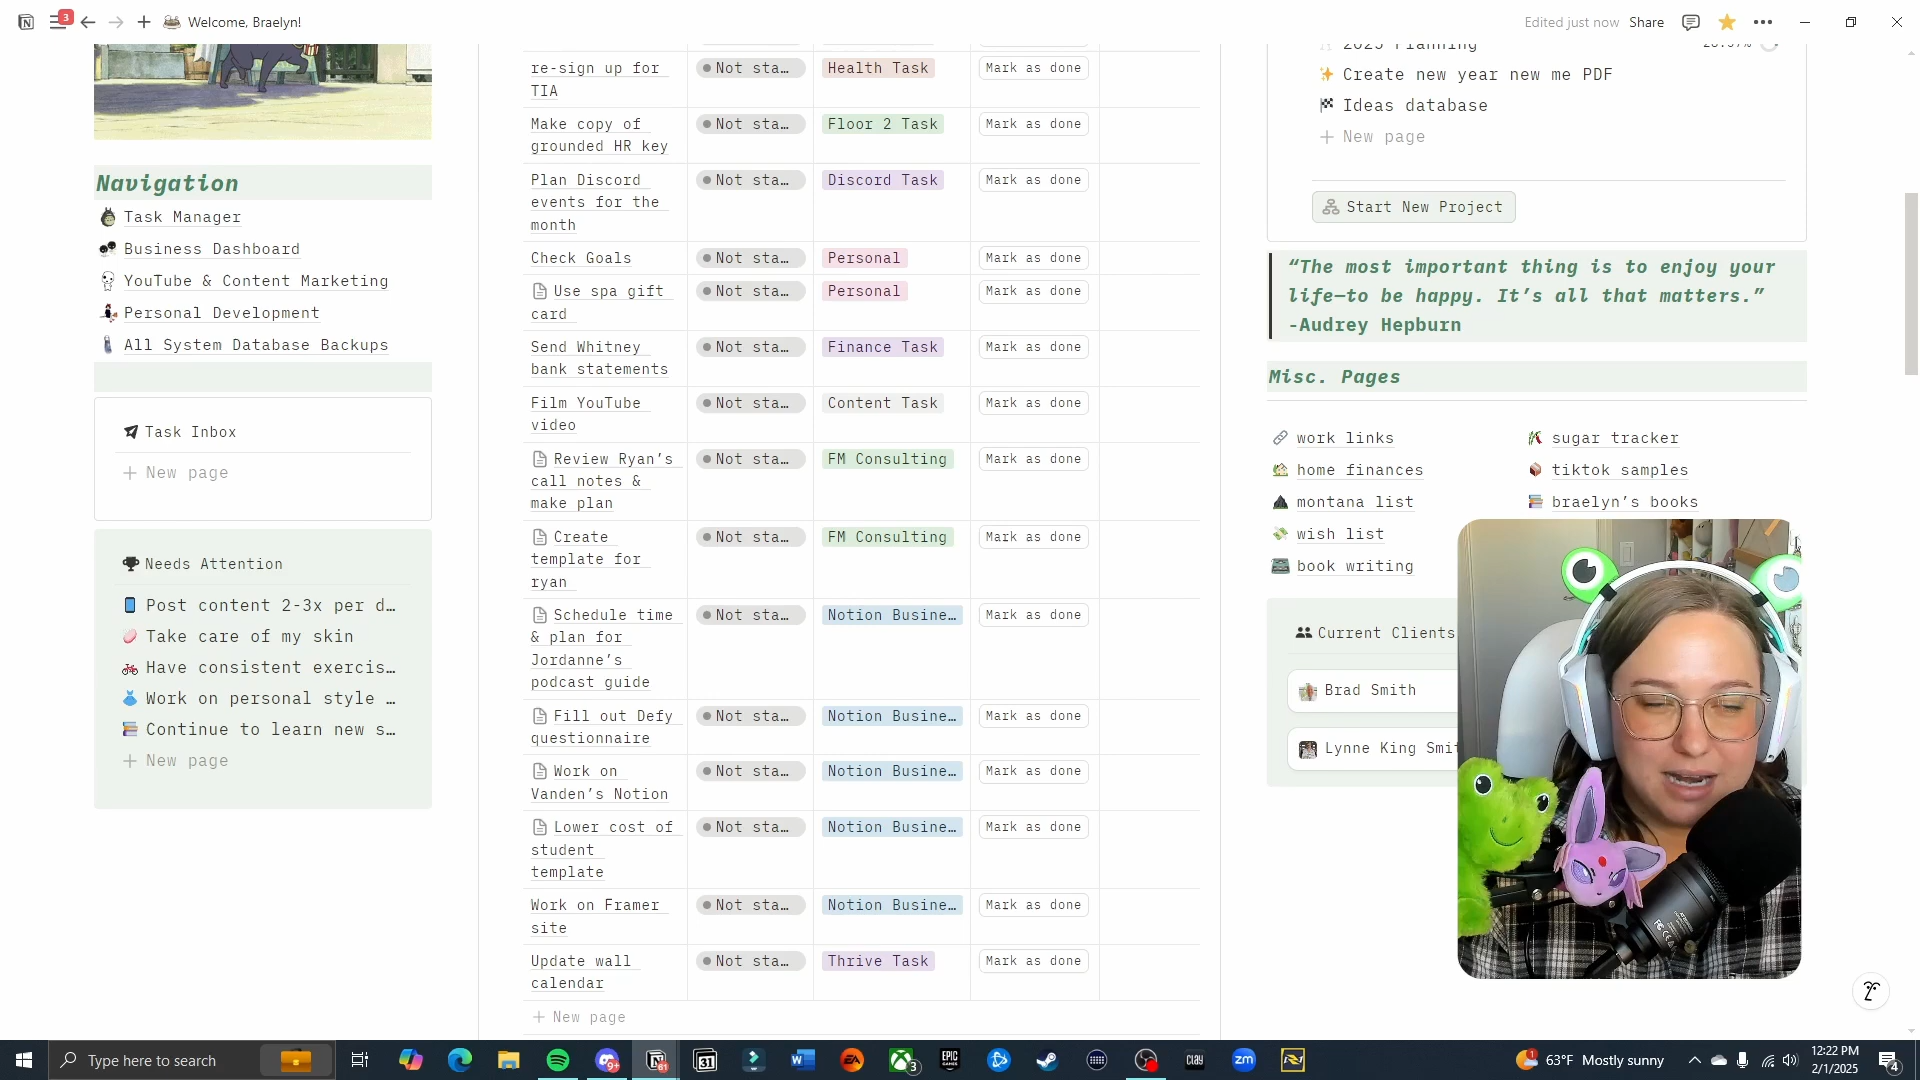 Welcome, Braelyn!
3
Edited just now
Share
Navigation
Task Manager
Business Dashboard
YouTube & Content Marketing
Personal Development
All System Database Backups
Task Inbox
New page
Needs Attention
Post content 2-3x per d…
Take care of my skin
Have consistent exercis…
Work on personal style …
Continue to learn new s…
New page
re-sign up for
TIA
Not sta…
Health Task
Mark as done
Make copy of
grounded HR key
Not sta…
Floor 2 Task
Mark as done
Plan Discord
events for the
month
Not sta…
Discord Task
Mark as done
Check Goals
Not sta…
Personal
Mark as done
Use spa gift
card
Not sta…
Personal
Mark as done
Send Whitney
bank statements
Not sta…
Finance Task
Mark as done
Film YouTube
video
Not sta…
Content Task
Mark as done
Review Ryan’s
call notes &
make plan
Not sta…
FM Consulting
Mark as done
Create
template for
ryan
Not sta…
FM Consulting
Mark as done
Schedule time
& plan for
Jordanne’s
podcast guide
Not sta…
Notion Busine…
Mark as done
Fill out Defy
questionnaire
Not sta…
Notion Busine…
Mark as done
Work on
Vanden’s Notion
Not sta…
Notion Busine…
Mark as done
Lower cost of
student
template
Not sta…
Notion Busine…
Mark as done
Work on Framer
site
Not sta…
Notion Busine…
Mark as done
Update wall
calendar
Not sta…
Thrive Task
Mark as done
New page
2025 Planning
Create new year new me PDF
Ideas database
New page
Start New Project
“The most important thing is to enjoy your
life—to be happy. It’s all that matters.”
-Audrey Hepburn
Misc. Pages
work links
home finances
montana list
wish list
book writing
sugar tracker
tiktok samples
braelyn’s books
Current Clients
Brad Smith
Lynne King Smi
Type here to search
63°F Mostly sunny
12:22 PM
2/1/2025
4